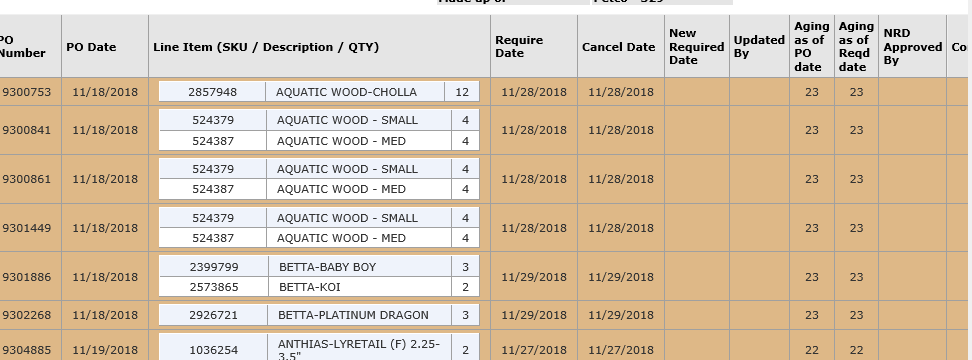 PO Number PO Date Line Item (SKU / Description / QTY) Require Date Cancel Date New Required Date Updated By Aging as of PO date Aging as of Reqd date NRD Approved By
9300753 11/18/2018 2857948 AQUATIC WOOD-CHOLLA 12 11/28/2018 11/28/2018 23 23
9300841 11/18/2018 524379 AQUATIC WOOD - SMALL 4 11/28/2018 11/28/2018 23 23
524387 AQUATIC WOOD - MED 4
9300861 11/18/2018 524379 AQUATIC WOOD - SMALL 4 11/28/2018 11/28/2018 23 23
524387 AQUATIC WOOD - MED 4
9301449 11/18/2018 524379 AQUATIC WOOD - SMALL 4 11/28/2018 11/28/2018 23 23
524387 AQUATIC WOOD - MED 4
9301886 11/18/2018 2399799 BETTA-BABY BOY 3 11/29/2018 11/29/2018 23 23
2573865 BETTA-KOI 2
9302268 11/18/2018 2926721 BETTA-PLATINUM DRAGON 3 11/29/2018 11/29/2018 23 23
9304885 11/19/2018 1036254 ANTHIAS-LYRETAIL (F) 2.25-3.5" 2 11/27/2018 11/27/2018 22 22